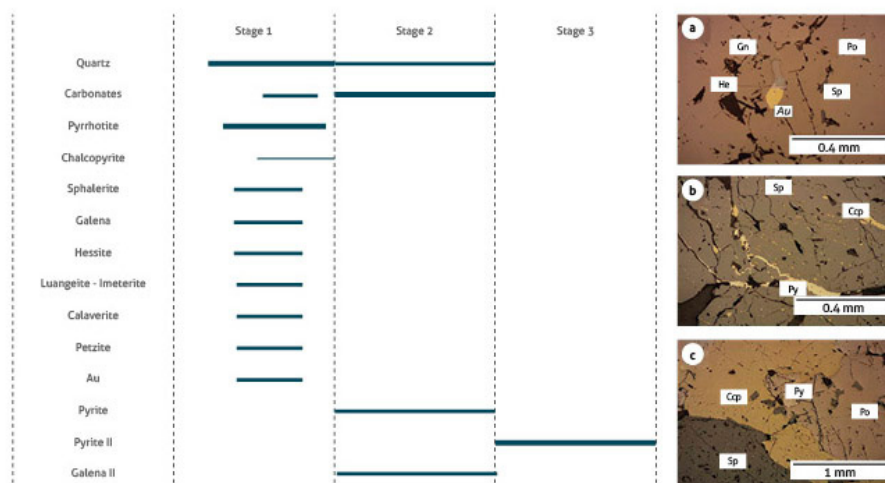 Stage 1
Stage 2
Stage 3
Quartz
Carbonates
Pyrrhotite
Chalcopyrite
Sphalerite
Galena
Hessite
Luangeite - Imeterite
Calaverite
Petzite
Au
Pyrite
Pyrite II
Galena II
a
Gn
Po
He
Sp
Au
0.4 mm
b
Sp
Ccp
Py
0.4 mm
c
Py
Ccp
Po
Sp
1 mm